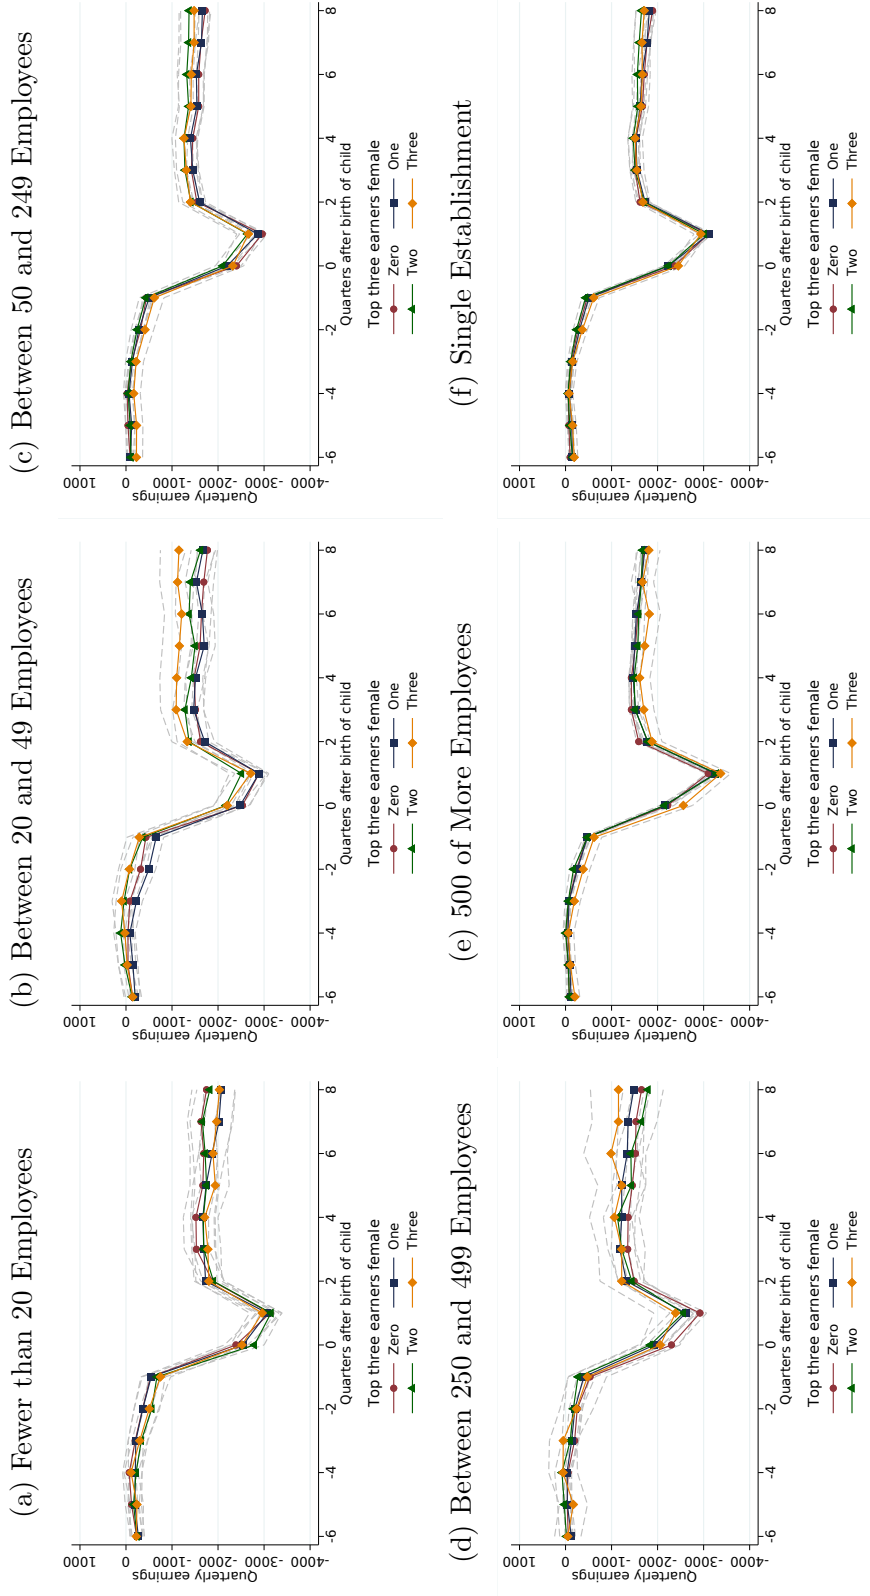 (a) Fewer than 20 Employees
1000
0
-1000
-2000
-3000
-4000
Quarterly earnings
-6
-4
-2
0
2
4
6
8
Quarters after birth of child
Top three earners female
Zero
One
Two
Three
(b) Between 20 and 49 Employees
1000
0
-1000
-2000
-3000
-4000
Quarterly earnings
-6
-4
-2
0
2
4
6
8
Quarters after birth of child
Top three earners female
Zero
One
Two
Three
(c) Between 50 and 249 Employees
1000
0
-1000
-2000
-3000
-4000
Quarterly earnings
-6
-4
-2
0
2
4
6
8
Quarters after birth of child
Top three earners female
Zero
One
Two
Three
(d) Between 250 and 499 Employees
1000
0
-1000
-2000
-3000
-4000
Quarterly earnings
-6
-4
-2
0
2
4
6
8
Quarters after birth of child
Top three earners female
Zero
One
Two
Three
(e) 500 of More Employees
1000
0
-1000
-2000
-3000
-4000
Quarterly earnings
-6
-4
-2
0
2
4
6
8
Quarters after birth of child
Top three earners female
Zero
One
Two
Three
(f) Single Establishment
1000
0
-1000
-2000
-3000
-4000
Quarterly earnings
-6
-4
-2
0
2
4
6
8
Quarters after birth of child
Top three earners female
Zero
One
Two
Three